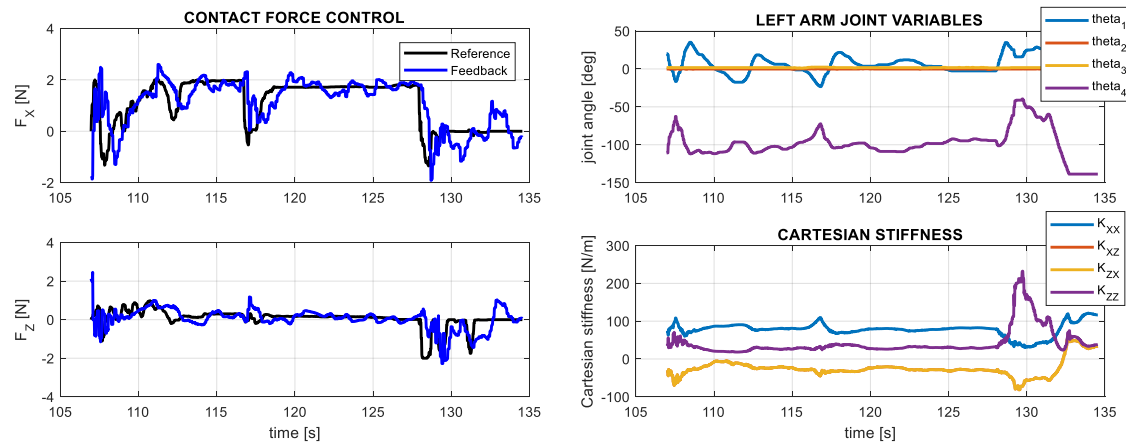 CONTACT FORCE CONTROL
F_X [N]
4
2
0
-2
105 110 115 120 125 130 135
Reference
Feedback
LEFT ARM JOINT VARIABLES
joint angle [deg]
50
0
-50
-100
-150
105 110 115 120 125 130 135
theta_1
theta_2
theta_3
theta_4
F_Z [N]
4
2
0
-2
-4
105 110 115 120 125 130 135
time [s]
CARTESIAN STIFFNESS
Cartesian stiffness [N/m]
300
200
100
0
-100
105 110 115 120 125 130 135
time [s]
K_XX
K_XZ
K_ZX
K_ZZ